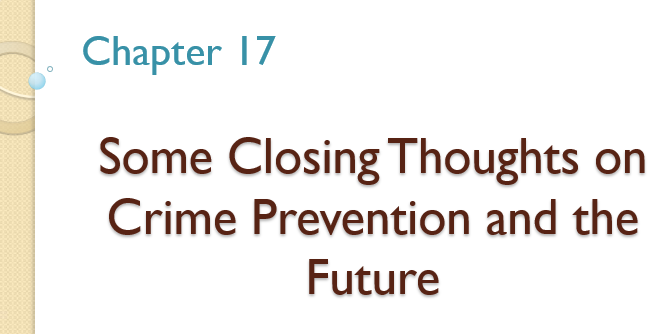 Chapter 17
Some Closing Thoughts on
Crime Prevention and the
Future